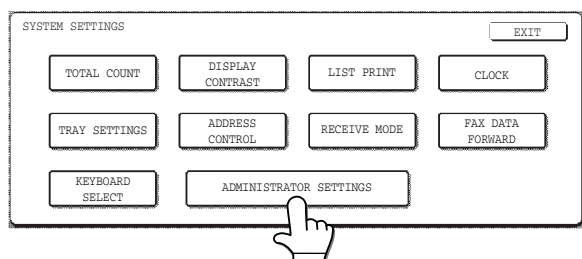 SYSTEM SETTINGS
EXIT
TOTAL COUNT
DISPLAY
CONTRAST
LIST PRINT
CLOCK
TRAY SETTINGS
ADDRESS
CONTROL
RECEIVE MODE
FAX DATA
FORWARD
KEYBOARD
SELECT
ADMINISTRATOR SETTINGS